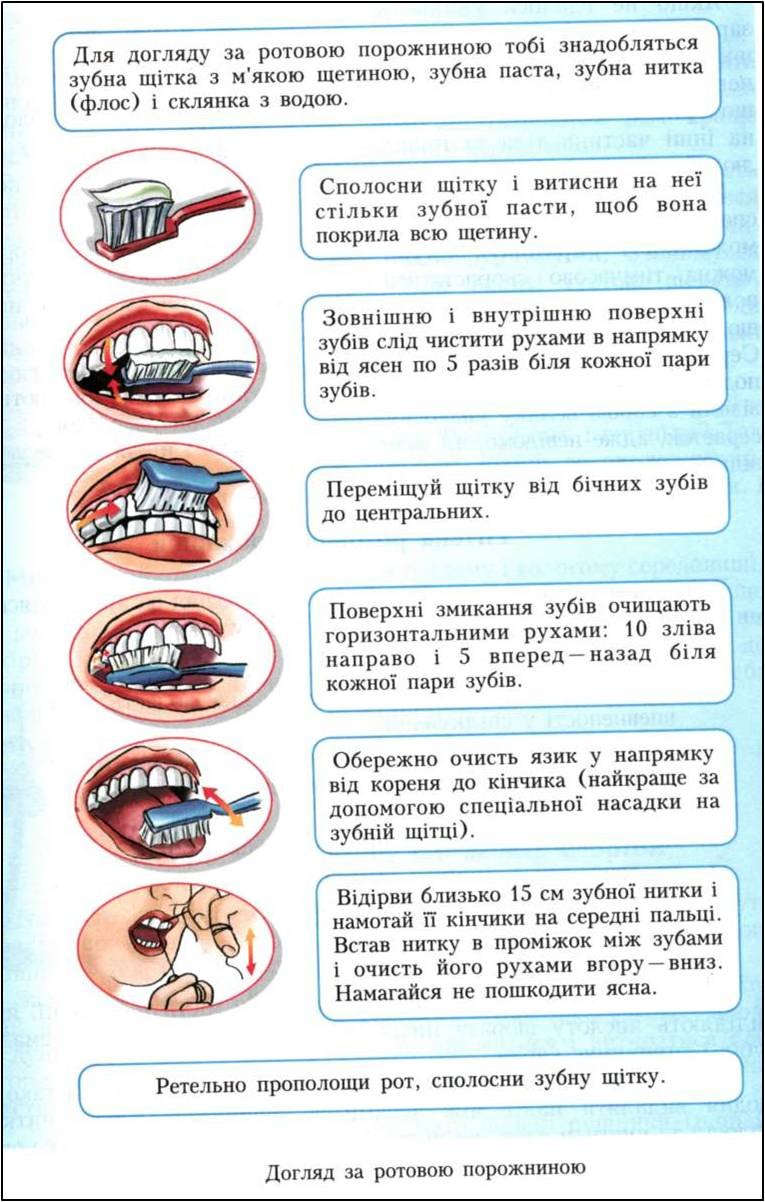 Для догляду за ротовою порожниною тобі знадобляться
зубна щітка з м'якою щетиною, зубна паста, зубна нитка
(флос) і склянка з водою.
Сполосни щітку і витисни на неї
стільки зубної пасти, щоб вона
покрила всю щетину.
Зовнішню і внутрішню поверхні
зубів слід чистити рухами в напрямку
від ясен по 5 разів біля кожної пари
зубів.
Переміщуй щітку від бічних зубів
до центральних.
Поверхні змикання зубів очищають
горизонтальними рухами: 10 зліва
направо і 5 вперед — назад біля
кожної пари зубів.
Обережно очисть язик у напрямку
від кореня до кінчика (найкраще за
допомогою спеціальної насадки на
зубній щітці).
Відірви близько 15 см зубної нитки і
намотай її кінчики на середні пальці.
Встав нитку в проміжок між зубами
і очисть його рухами вгору — вниз.
Намагайся не пошкодити ясна.
Ретельно прополощи рот, сполосни зубну щітку.
Догляд за ротовою порожниною